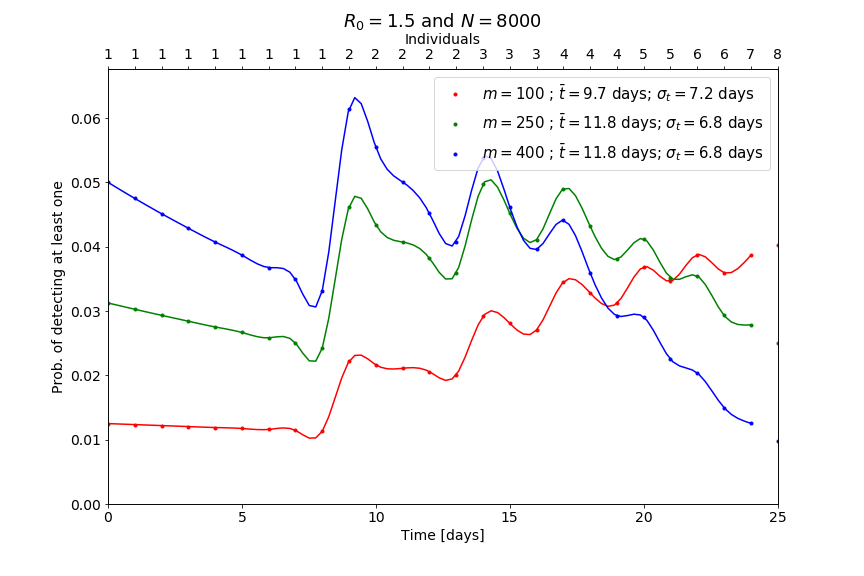 R₀ = 1.5 and N = 8000
Individuals
1 1 1 1 1 1 1 1 1 2 2 2 2 2 3 3 3 4 4 4 5 5 6 6 7 8
m = 100 ; t̄ = 9.7 days; σₜ = 7.2 days
m = 250 ; t̄ = 11.8 days; σₜ = 6.8 days
m = 400 ; t̄ = 11.8 days; σₜ = 6.8 days
Prob. of detecting at least one
0.06
0.05
0.04
0.03
0.02
0.01
0.00
0 5 10 15 20 25
Time [days]